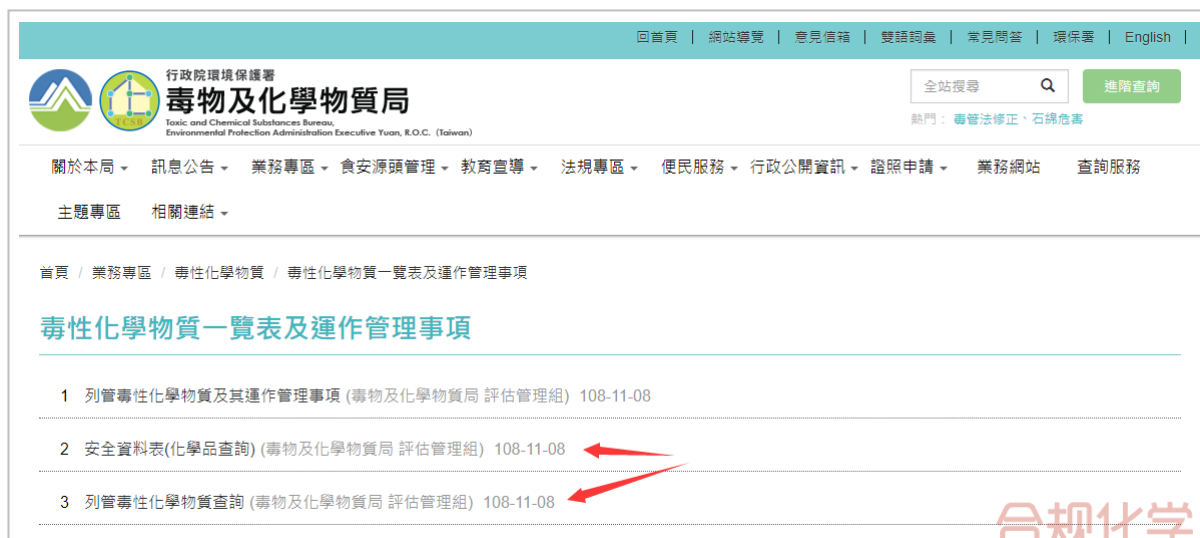 回首頁 | 網站導覽 | 意見信箱 | 雙語詞彙 | 常見問答 | 環保署 | English |
行政院環境保護署
毒物及化學物質局
Toxic and Chemical Substances Bureau,
Environmental Protection Administration Executive Yuan, R.O.C. (Taiwan)
TCSB
全站搜尋 進階查詢
熱門： 毒管法修正、石綿危害
關於本局 訊息公告 業務專區 食安源頭管理 教育宣導 法規專區 便民服務 行政公開資訊 證照申請 業務網站 查詢服務
主題專區 相關連結
首頁 / 業務專區 / 毒性化學物質 / 毒性化學物質一覽表及運作管理事項
毒性化學物質一覽表及運作管理事項
1 列管毒性化學物質及其運作管理事項 (毒物及化學物質局 評估管理組) 108-11-08
2 安全資料表(化學品查詢) (毒物及化學物質局 評估管理組) 108-11-08
3 列管毒性化學物質查詢 (毒物及化學物質局 評估管理組) 108-11-08
合规化学